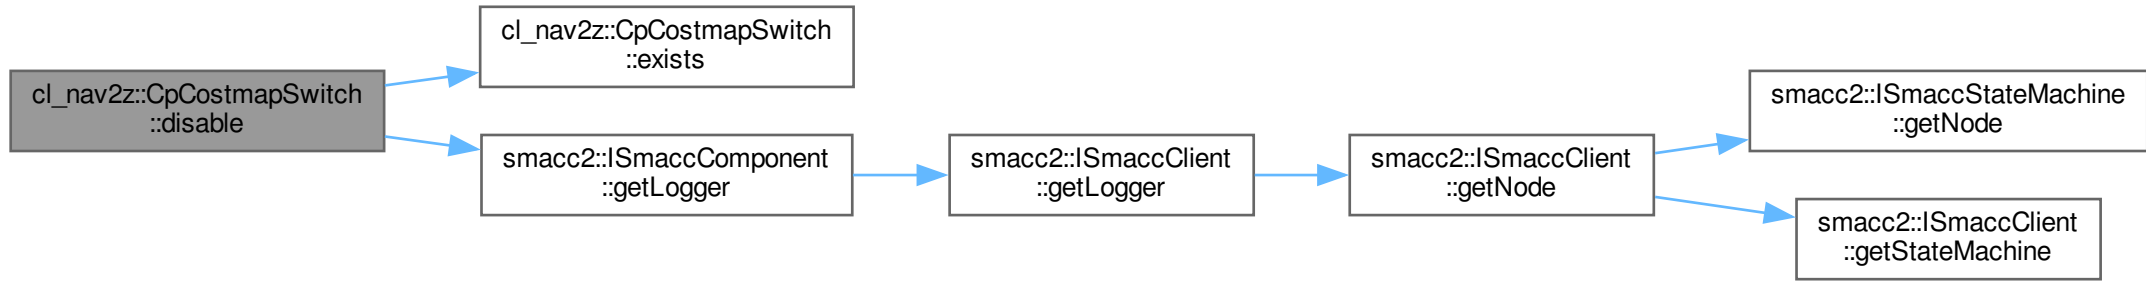 cl_nav2z::CpCostmapSwitch
::disable
cl_nav2z::CpCostmapSwitch
::exists
smacc2::ISmaccComponent
::getLogger
smacc2::ISmaccClient
::getLogger
smacc2::ISmaccClient
::getNode
smacc2::ISmaccStateMachine
::getNode
smacc2::ISmaccClient
::getStateMachine